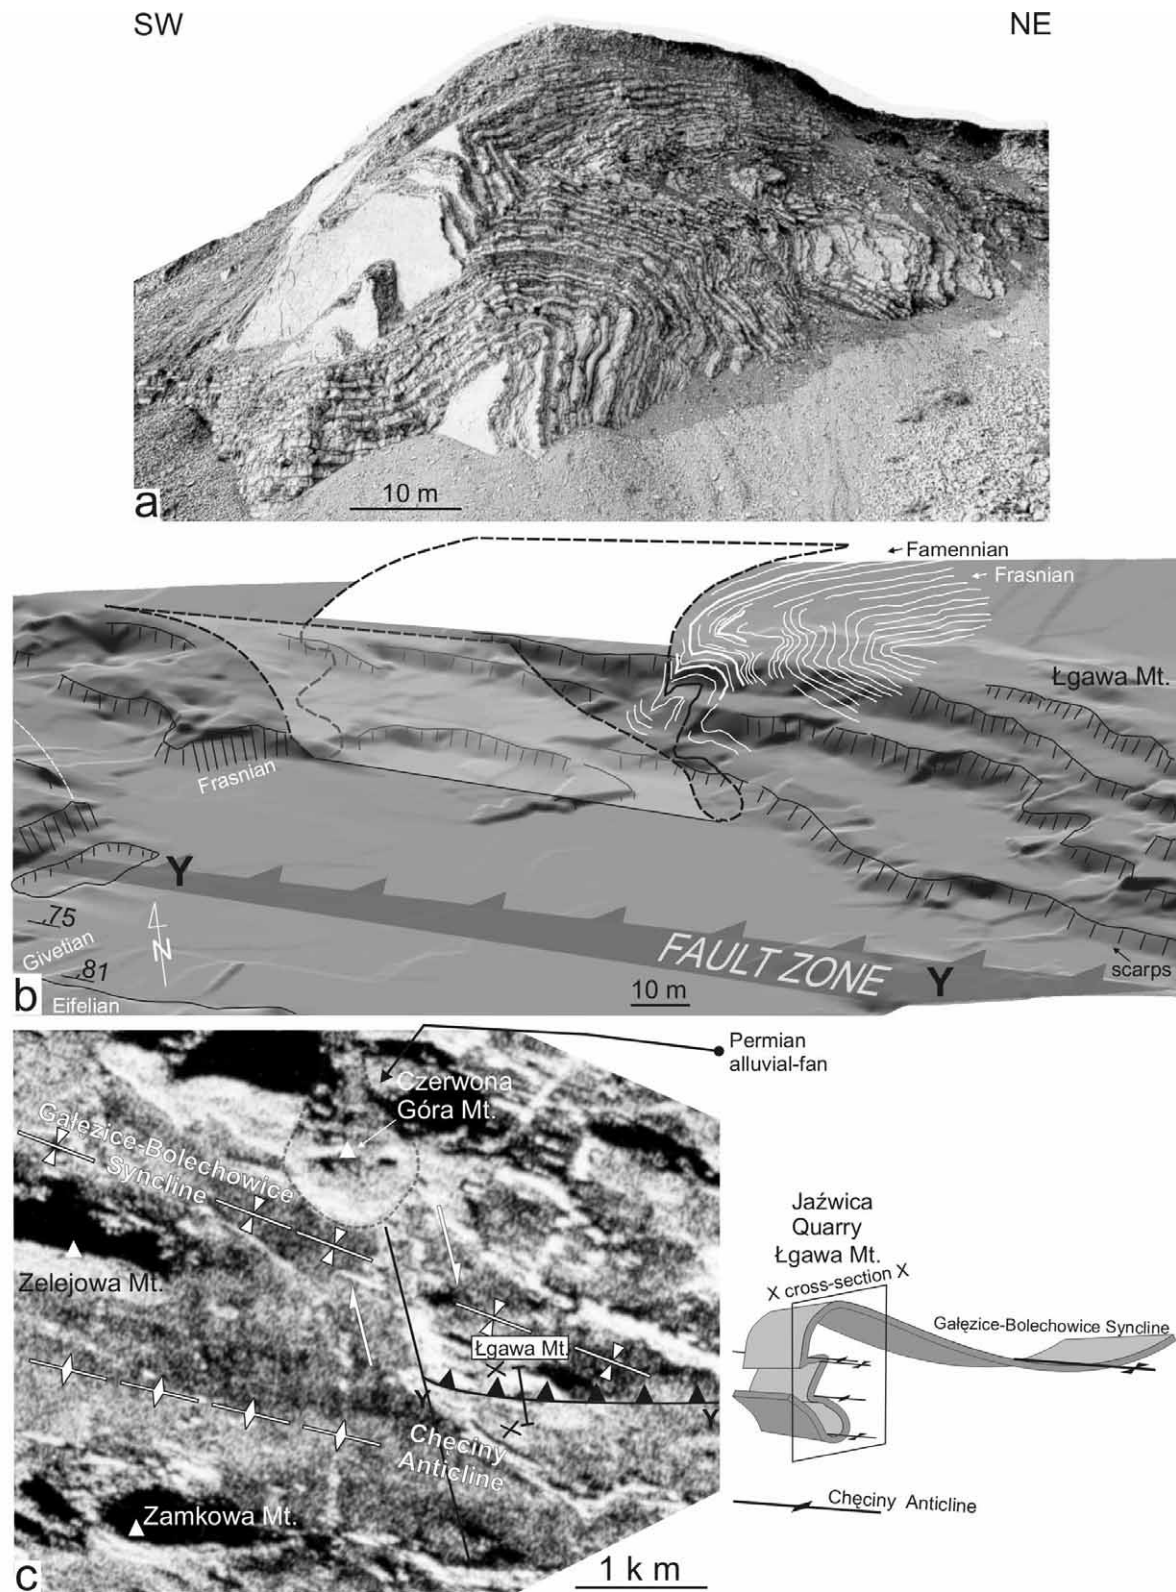 SW
NE
10 m
a
Famennian
Frasnian
Łgawa Mt.
Frasnian
Y
.75
N
Givetian
.81
FAULT ZONE
Y
scarps
10 m
b
Eifelian
Permian
alluvial-fan
Czerwona
Góra Mt.
Gałęzice-Bolechowice
Syncline
Jaźwica
Quarry
Łgawa Mt.
X cross-section X
Zelejowa Mt.
Gałęzice-Bolechowice Syncline
Łgawa Mt.
X
Y
Y
X
Chęciny
Anticline
Chęciny Anticline
Zamkowa Mt.
1 k m
c